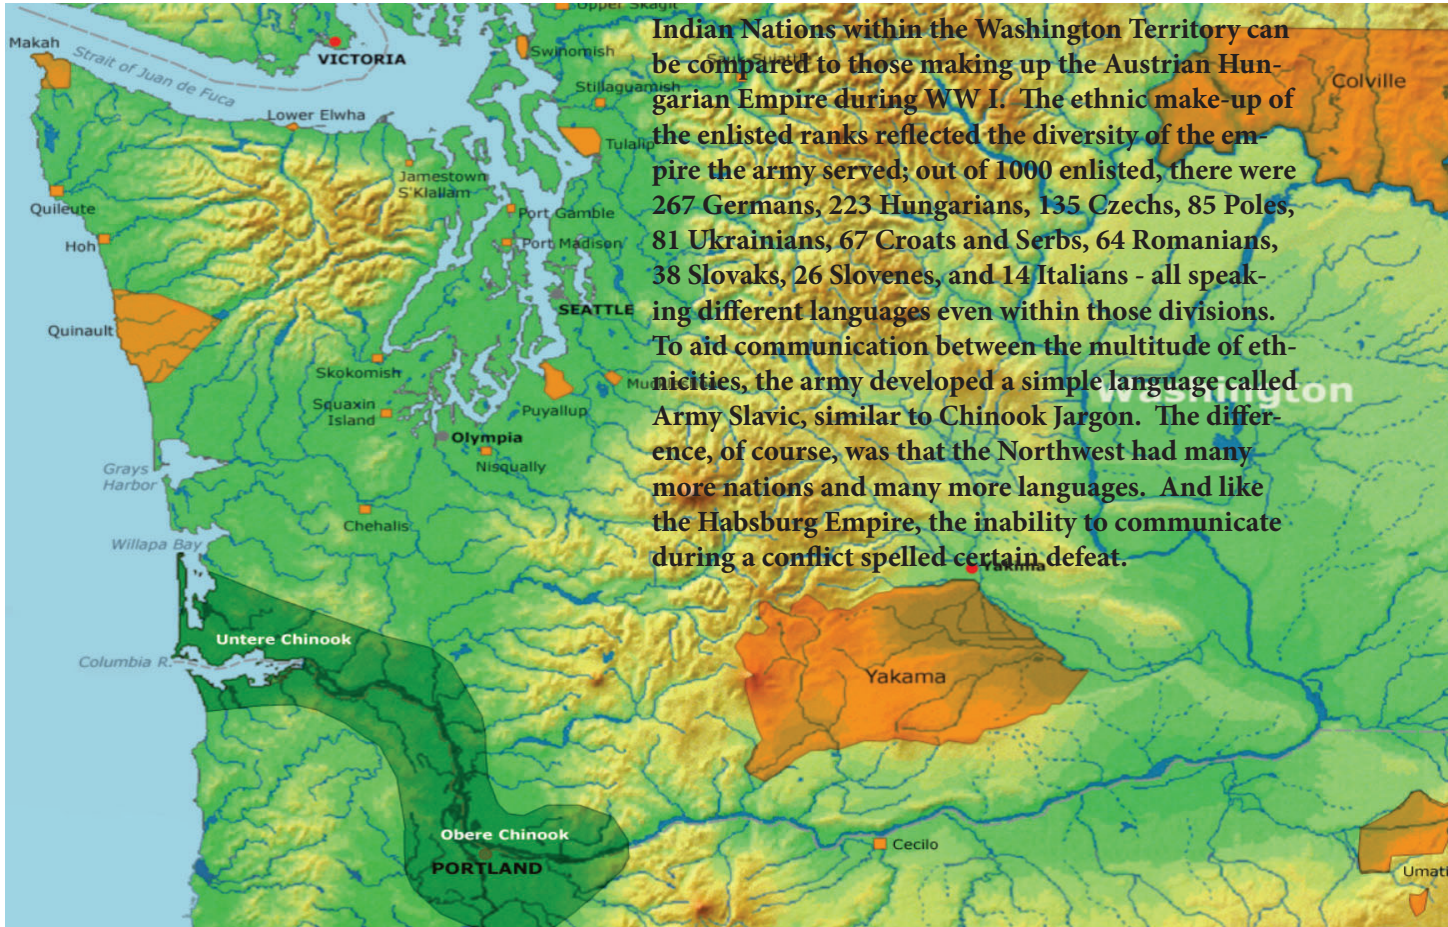 Indian Nations within the Washington Territory can
be compared to those making up the Austrian Hun-
garian Empire during WW I. The ethnic make-up of
the enlisted ranks reflected the diversity of the em-
pire the army served; out of 1000 enlisted, there were
267 Germans, 223 Hungarians, 135 Czechs, 85 Poles,
81 Ukrainians, 67 Croats and Serbs, 64 Romanians,
38 Slovaks, 26 Slovenes, and 14 Italians - all speak-
ing different languages even within those divisions.
To aid communication between the multitude of eth-
nicities, the army developed a simple language called
Army Slavic, similar to Chinook Jargon. The differ-
ence, of course, was that the Northwest had many
more nations and many more languages. And like
the Habsburg Empire, the inability to communicate
during a conflict spelled certain defeat.
Upper Skagit
Makah
VICTORIA
Strait of Juan de Fuca
Swinomish
Stillaguamish
Colville
Lower Elwha
Tulalip
Jamestown
S'Klallam
Quileute
Port Gamble
Hoh
Port Madison
SEATTLE
Quinault
Skokomish
Washington
Squaxin
Island
Puyallup
Olympia
Nisqually
Grays
Harbor
Chehalis
Willapa Bay
Yakima
Untere Chinook
Columbia R.
Yakama
Obere Chinook
PORTLAND
Cecilo
Umati